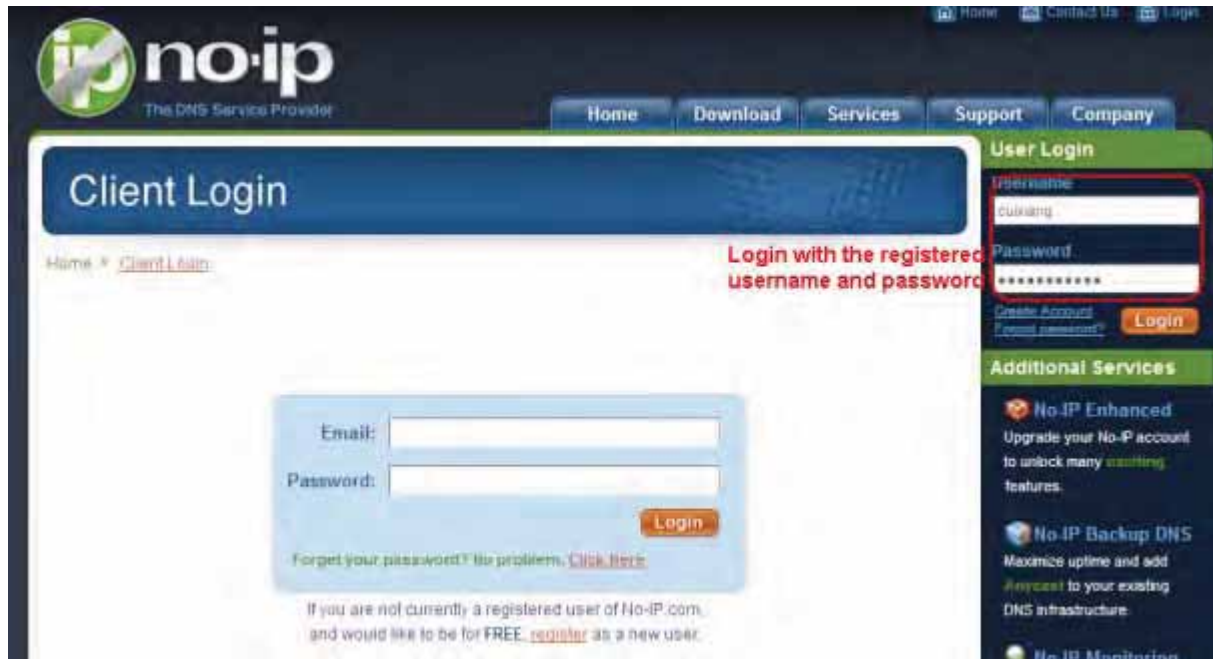 Home Contact Us Login
no·ip
The DNS Service Provider
Home Download Services Support Company
Client Login
Home » Client Login
Login with the registered
username and password
User Login
Username
Password
***********
Create Account
Forgot password?
Login
Email:
Password:
Login
Forget your password? No problem. Click Here
If you are not currently a registered user of No-IP.com,
and would like to be for FREE, register as a new user.
Additional Services
No-IP Enhanced
Upgrade your No-IP account
to unlock many exciting
features.
No-IP Backup DNS
Maximize uptime and add
Anycast to your existing
DNS infrastructure
No-IP Monitoring